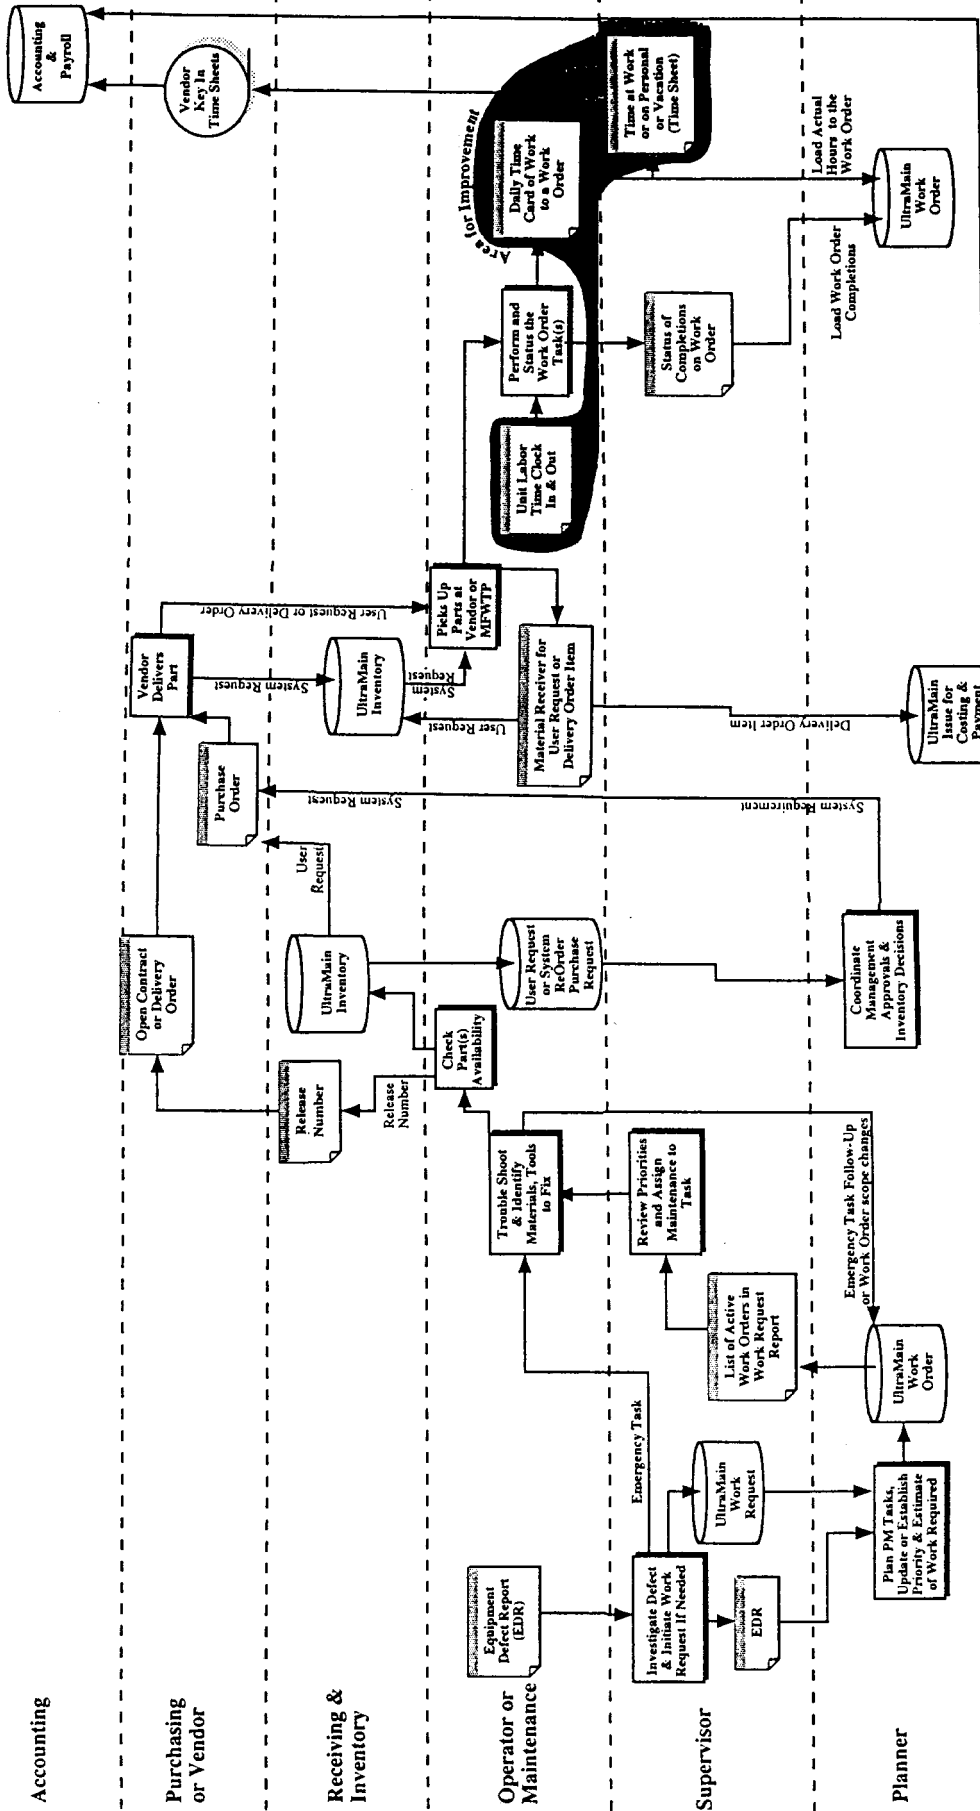 Accounting
Accounting
&
Payroll
Purchasing
or Vendor
Open Contract
or Delivery
Order
Purchase
Order
Vendor
Delivers
Part
Vendor
Key In
Time Sheets
Receiving &
Inventory
Release
Number
Release
Number
UltraMain
Inventory
User
Request
System Request
System Request
UltraMain
Inventory
User Request or Delivery Order
User Request
System
Request
Operator or
Maintenance
Equipment
Defect Report
(EDR)
Emergency Task
Trouble Shoot
& Identify
Materials, Tools
to Fix
Check
Part(s)
Availability
User Request
or System
ReOrder
Purchase
Request
Material Receiver for
User Request or
Delivery Order Item
Picks Up
Parts at
Vendor or
MFWTP
Unit Labor
Time Clock
In & Out
Perform and
Status the
Work Order
Task(s)
Area for Improvement
Daily Time
Card of Work
to a Work
Order
Supervisor
Investigate Defect
& Initiate Work
Request If Needed
EDR
UltraMain
Work
Request
List of Active
Work Orders in
Work Request
Report
Review Priorities
and Assign
Maintenance to
Task
Status of
Completions
on Work
Order
Time at Work
or on Personal
or Vacation
(Time Sheet)
Planner
Plan PM Tasks,
Update or Establish
Priority & Estimate
of Work Required
UltraMain
Work
Order
Emergency Task Follow-Up
or Work Order scope changes
Coordinate
Management
Approvals &
Inventory Decisions
System Requirement
Delivery Order Item
UltraMain
Issue for
Costing &
Payment
Load Work Order
Completions
Load Actual
Hours to the
Work Order
UltraMain
Work
Order